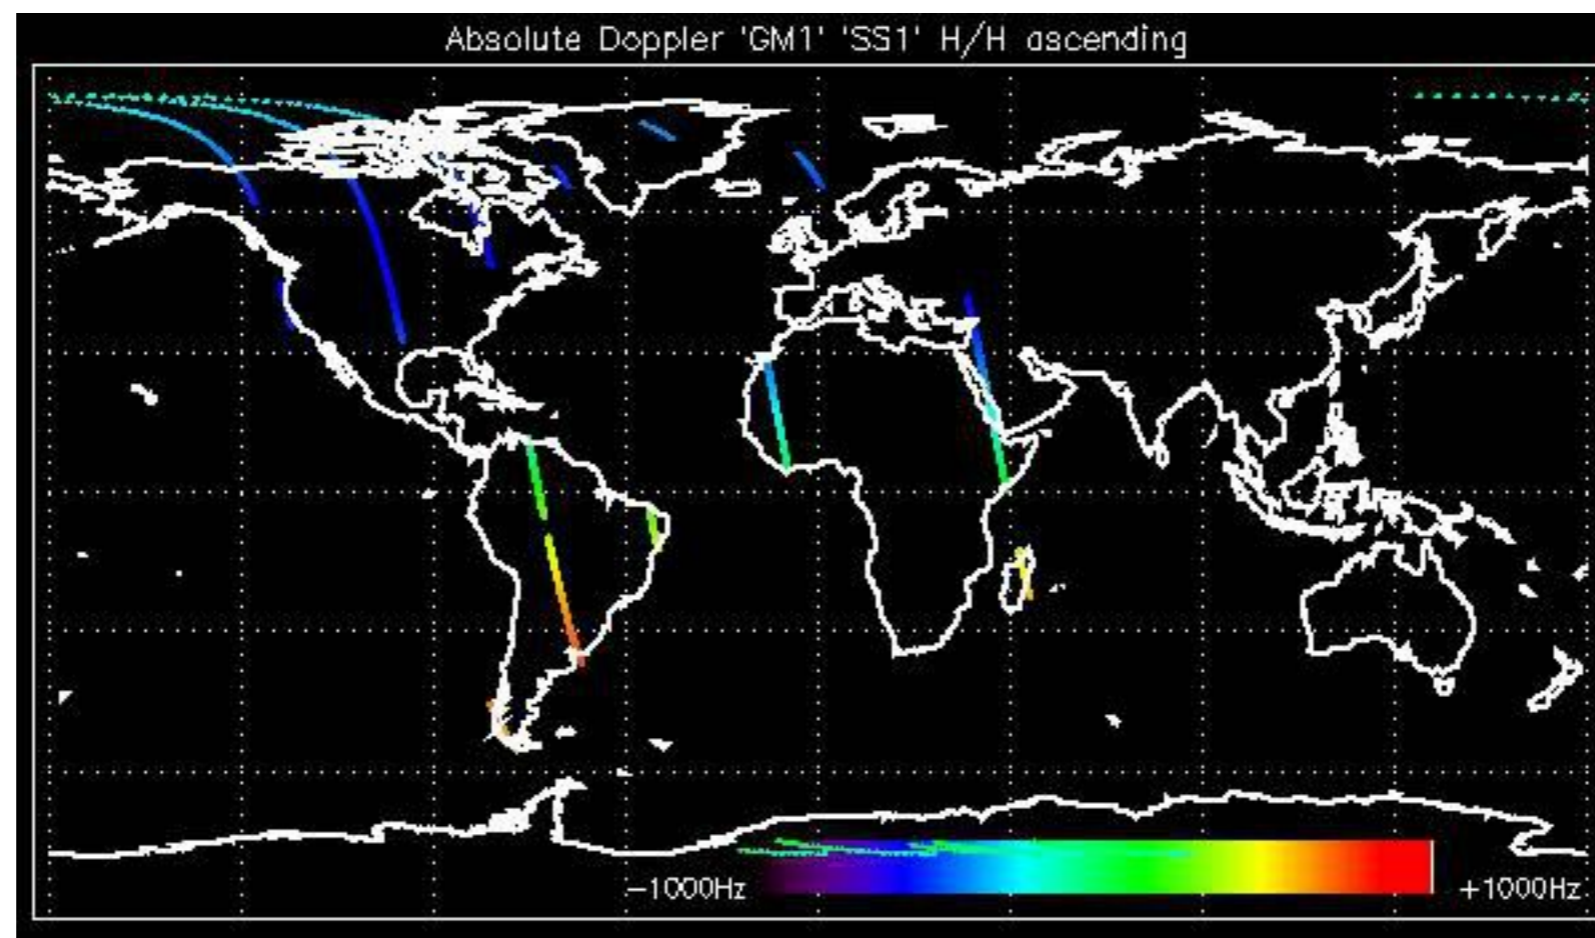 Absolute Doppler 'GM1' 'SS1' H/H ascending
-1000Hz
+1000Hz